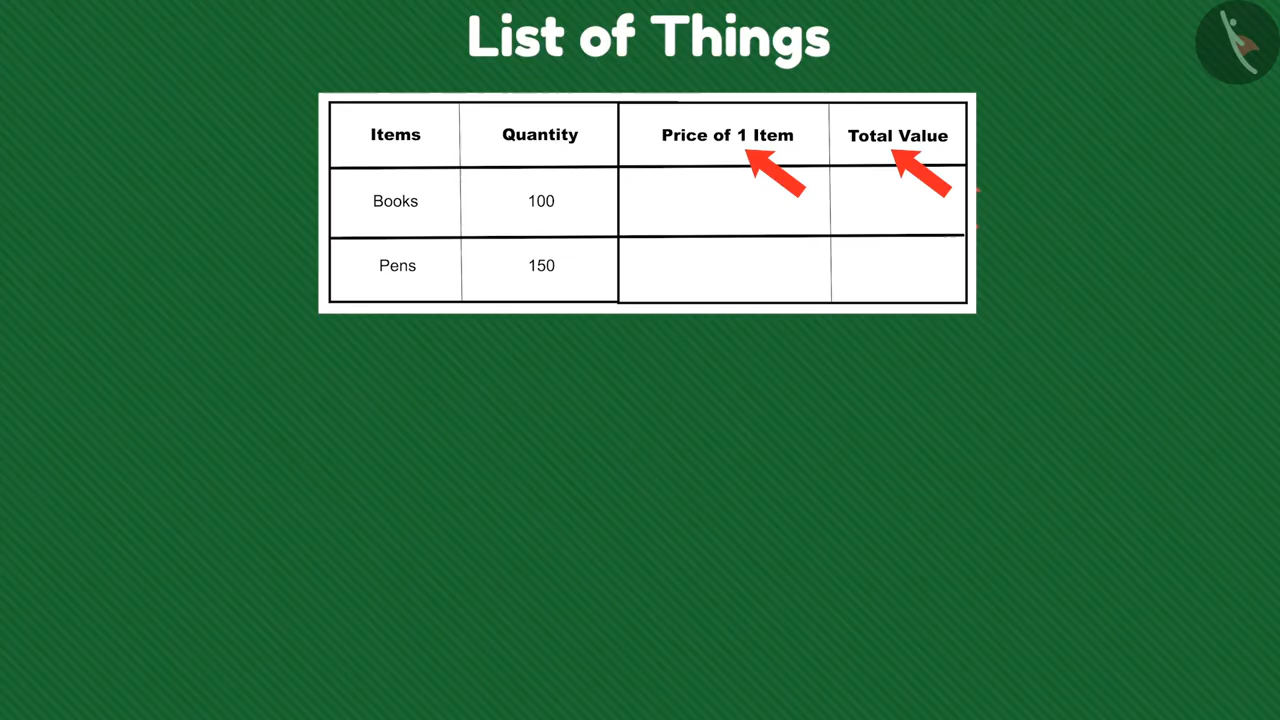 List of Things
Items Quantity Price of 1 Item Total Value
Books 100
Pens 150